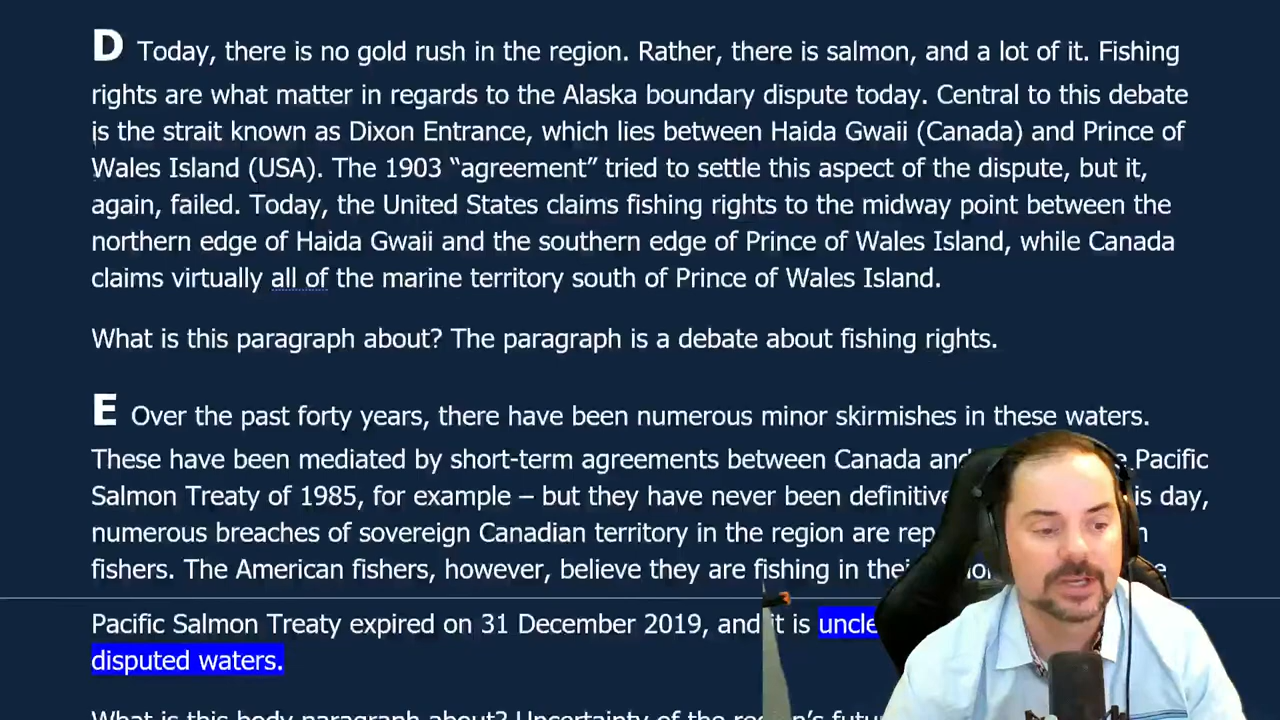 D Today, there is no gold rush in the region. Rather, there is salmon, and a lot of it. Fishing
rights are what matter in regards to the Alaska boundary dispute today. Central to this debate
is the strait known as Dixon Entrance, which lies between Haida Gwaii (Canada) and Prince of
Wales Island (USA). The 1903 “agreement” tried to settle this aspect of the dispute, but it,
again, failed. Today, the United States claims fishing rights to the midway point between the
northern edge of Haida Gwaii and the southern edge of Prince of Wales Island, while Canada
claims virtually all of the marine territory south of Prince of Wales Island.
What is this paragraph about? The paragraph is a debate about fishing rights.
E Over the past forty years, there have been numerous minor skirmishes in these waters.
These have been mediated by short-term agreements between Canada Pacific
Salmon Treaty of 1985, for example – but they have never been is day,
numerous breaches of sovereign Canadian territory in the region are
fishers. The American fishers, however, believe they are fishing in
Pacific Salmon Treaty expired on 31 December 2019, and it is
disputed waters.
What is this body paragraph about? Uncertainty of the region's